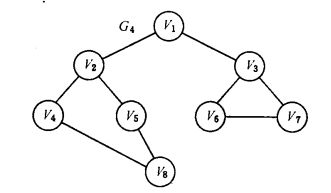 G₄ V₁
V₂ V₃
V₄ V₅ V₆ V₇
V₈